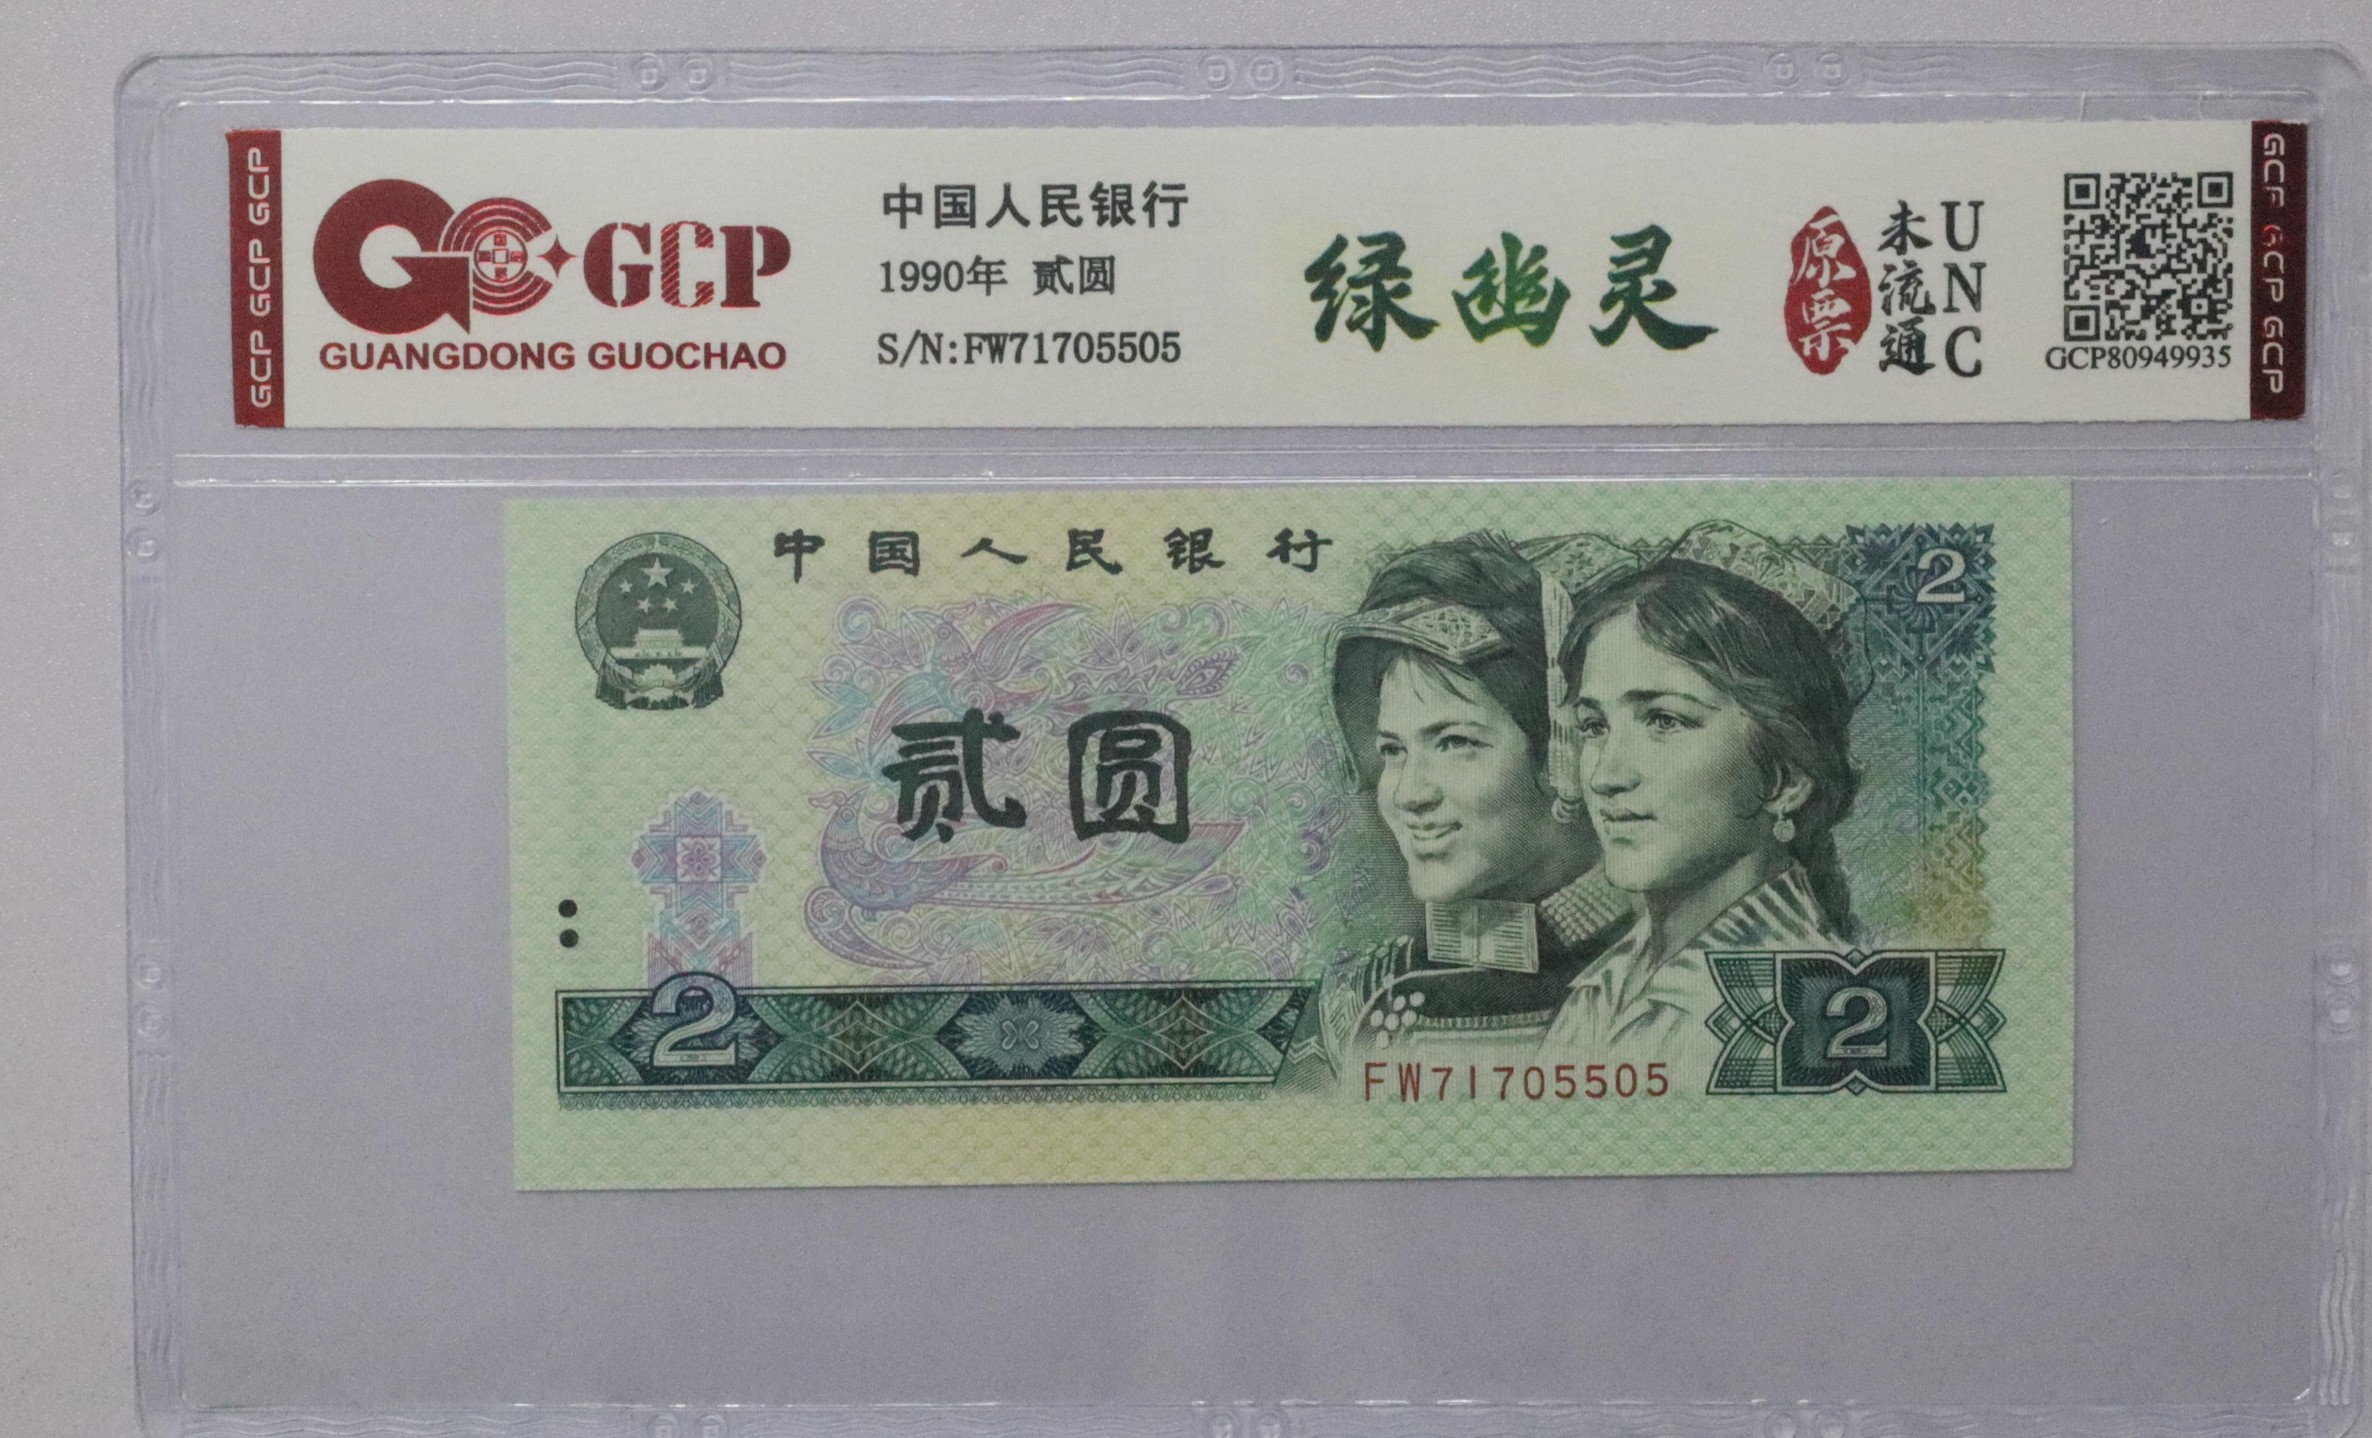 GCP GCP GCP
GCP
GUANGDONG GUOCHAO
中国人民银行
1990年 贰圆
S/N:FW71705505
绿幽灵
原票
未流通
UNC
GCP80949935
GCP GCP GCP
中国人民银行
2
贰圆
2
FW71705505
2